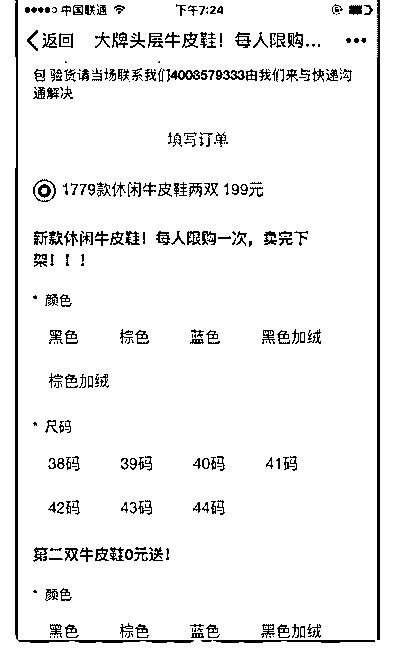 中国联通 下午7:24
返回 大牌头层牛皮鞋！每人限购...
包 验货请当场联系我们4008579333由我们来与快递沟
通解决
填写订单
1779款休闲牛皮鞋两双 199元
新款休闲牛皮鞋！每人限购一次，卖完下
架！！！
* 颜色
黑色 棕色 蓝色 黑色加绒
棕色加绒
* 尺码
38码 39码 40码 41码
42码 43码 44码
第二双牛皮鞋0元送！
* 颜色
黑色 棕色 蓝色 黑色加绒